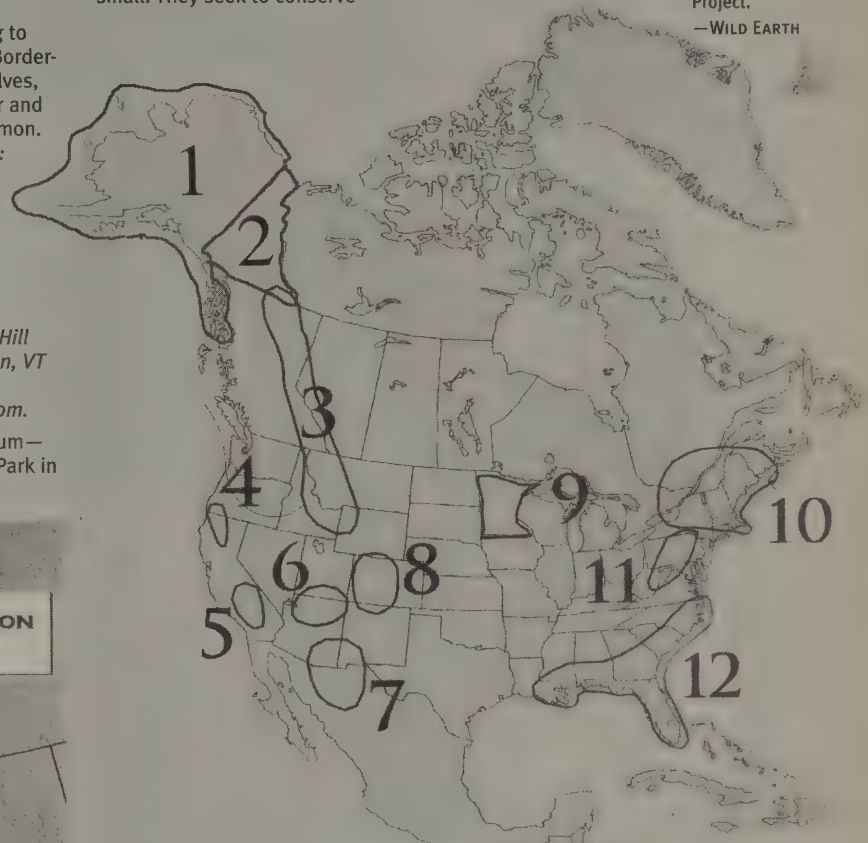 small. They seek to conserve
Project.
—WILD EARTH
g to
Border-
lves,
r and
mon.
:
Hill
n, VT
om.
um—
Park in
ON
1
2
3
4
5
6
7
8
9
10
11
12